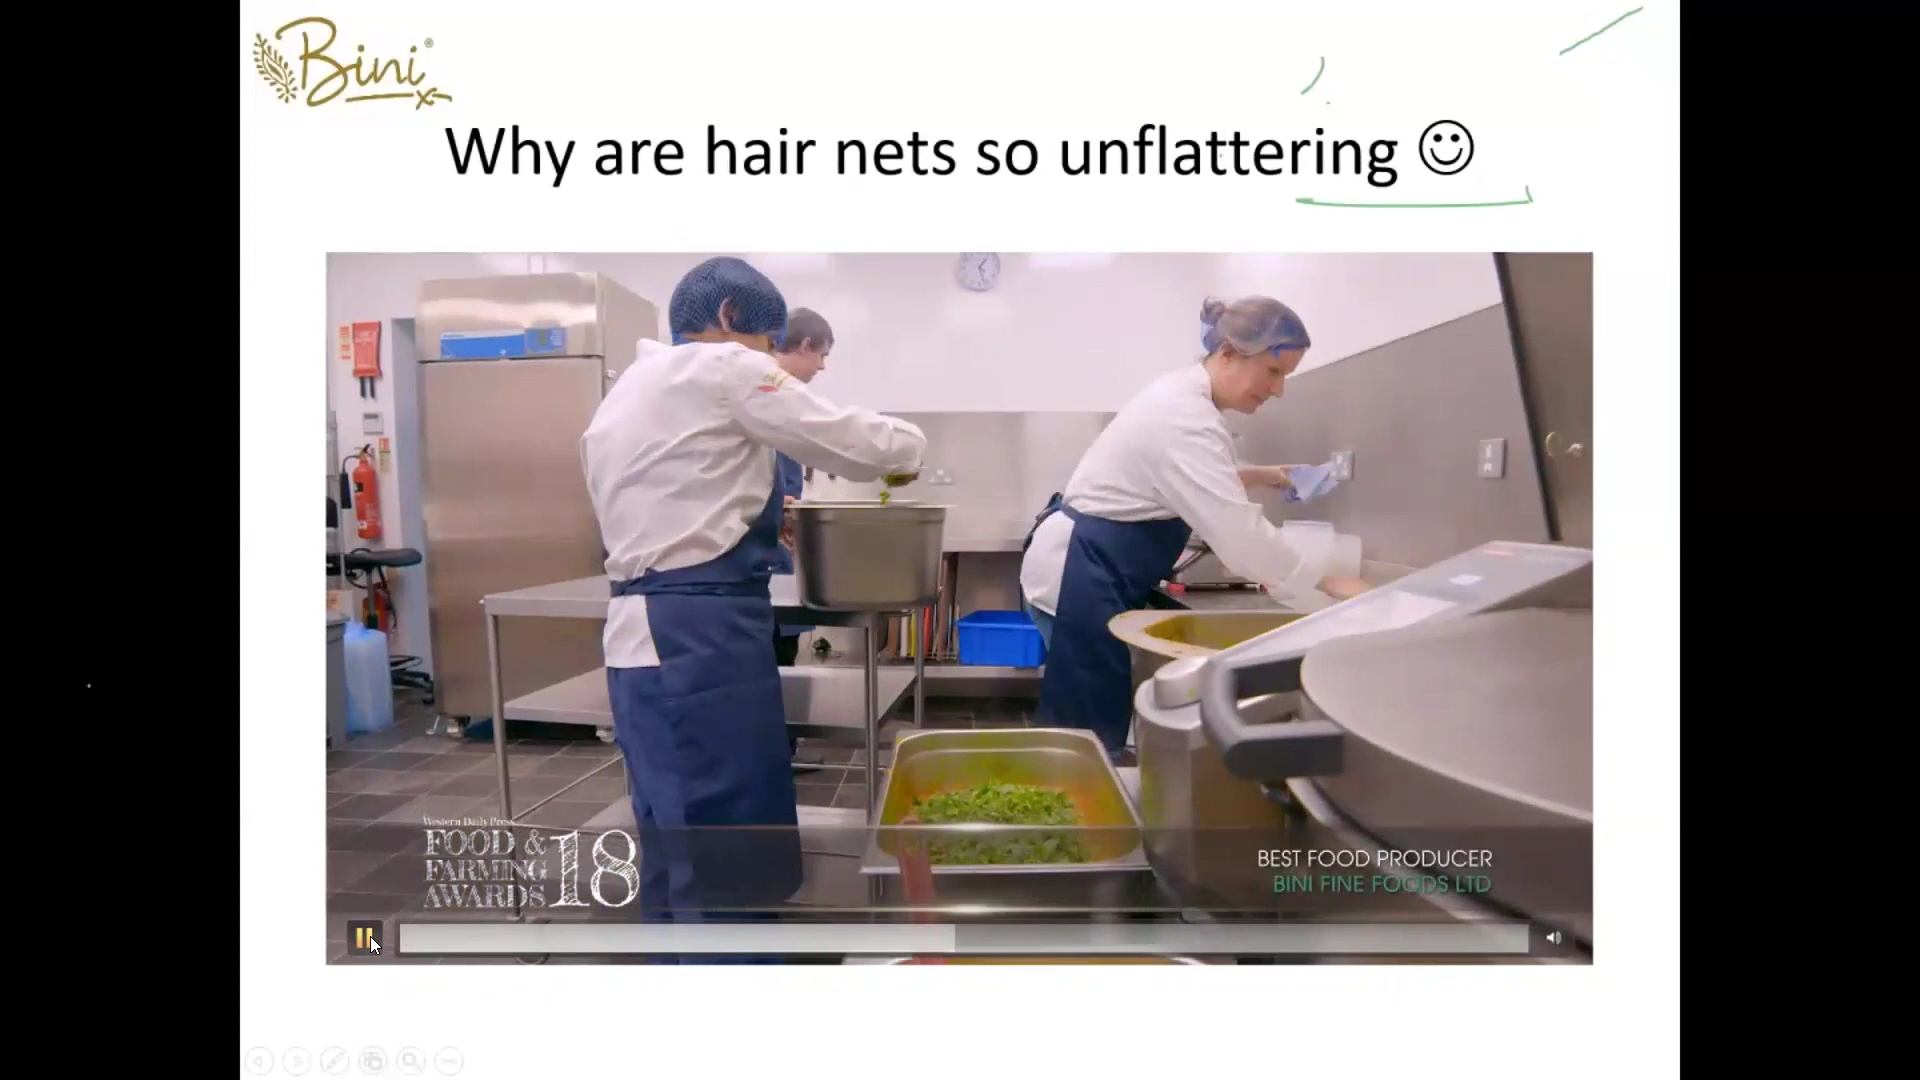 Bini
Why are hair nets so unflattering ☺
Western Daily Press
FOOD &
FARMING
AWARDS
18
BEST FOOD PRODUCER
BINI FINE FOODS LTD